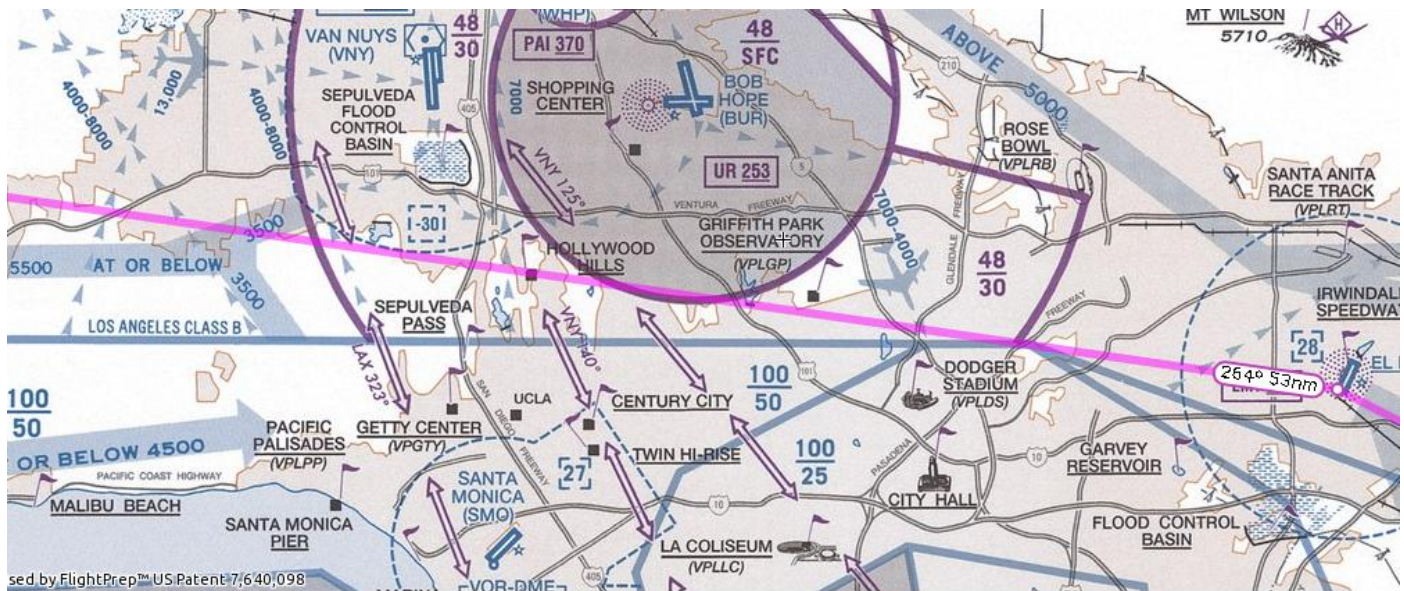 (WHP)
VAN NUYS
(VNY)
48
30
PAI 370
48
SFC
ABOVE
5000
210
MT WILSON
5710
H
4000-8000
13,000
4000-8000
7000
SHOPPING
CENTER
BOB
HOPE
(BUR)
SEPULVEDA
FLOOD
CONTROL
BASIN
405
101
ROSE
BOWL
(VPLRB)
5
UR 253
VNY 125°
SANTA ANITA
RACE TRACK
(VPLRT)
VENTURA
FREEWAY
GRIFFITH PARK
OBSERVATORY
(VPLGP)
7000-4000
GLENDALE
FREEWAY
-30
3500
5500
AT OR BELOW
3500
HOLLYWOOD
HILLS
48
30
FREEWAY
IRWINDAL
SPEEDWAY
SEPULVEDA
PASS
LOS ANGELES CLASS B
LAX 323°
VNY 140°
28
EL
264° 53nm
100
50
100
50
101
DODGER
STADIUM
(VPLDS)
UCLA
CENTURY CITY
SAN DIEGO
FREEWAY
OR BELOW 4500
PACIFIC
PALISADES
(VPLPP)
GETTY CENTER
(VPGTY)
TWIN HI-RISE
100
25
PASADENA
10
GARVEY
RESERVOIR
PACIFIC COAST HIGHWAY
MALIBU BEACH
SANTA MONICA
PIER
SANTA
MONICA
(SMO)
27
10
CITY HALL
FLOOD CONTROL
BASIN
LA COLISEUM
(VPLLC)
405
VOR-DME
sed by FlightPrep™ US Patent 7,640,098